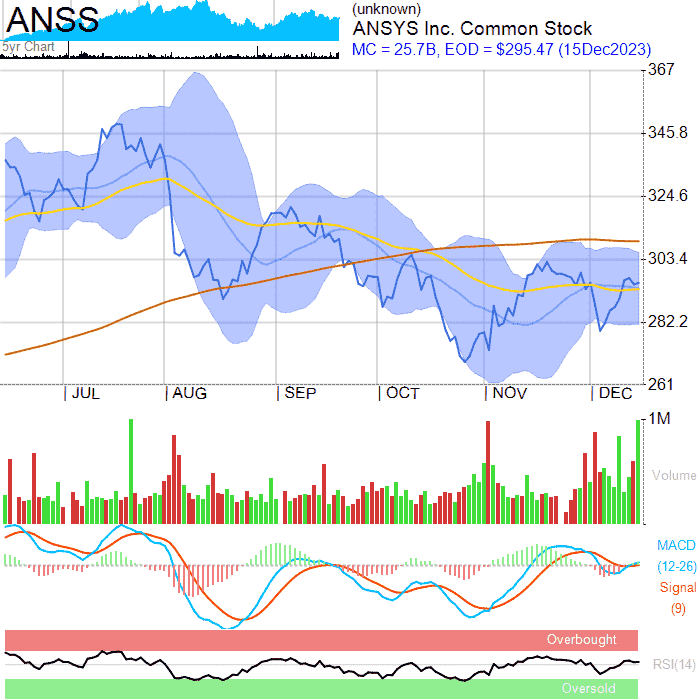 ANSS
5yr Chart
(unknown)
ANSYS Inc. Common Stock
MC = 25.7B, EOD = $295.47 (15Dec2023)
367
345.8
324.6
303.4
282.2
261
JUL AUG SEP OCT NOV DEC
1M
Volume
MACD
(12-26)
Signal
(9)
Overbought
RSI(14)
Oversold